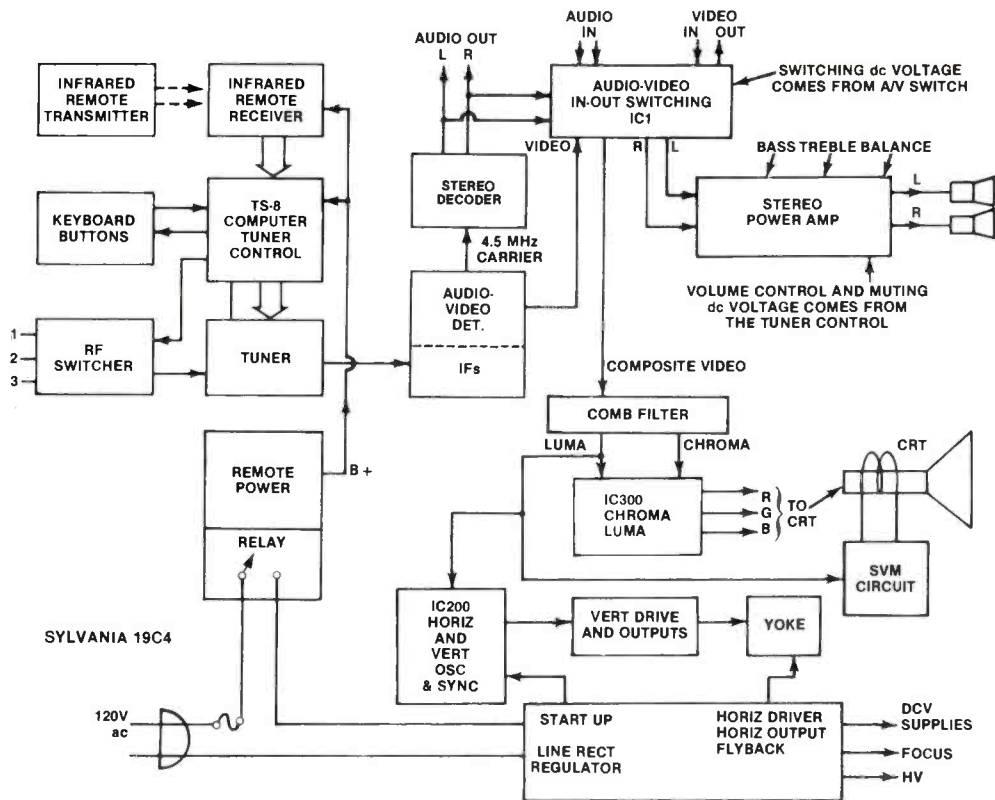 AUDIO
IN
VIDEO
IN OUT
AUDIO OUT
L R
INFRARED
REMOTE
TRANSMITTER
INFRARED
REMOTE
RECEIVER
AUDIO-VIDEO
IN-OUT SWITCHING
IC1
SWITCHING dc VOLTAGE
COMES FROM A/V SWITCH
VIDEO
R L
BASS TREBLE BALANCE
KEYBOARD
BUTTONS
TS-8
COMPUTER
TUNER
CONTROL
STEREO
DECODER
STEREO
POWER AMP
L
R
4.5 MHz
CARRIER
VOLUME CONTROL AND MUTING
dc VOLTAGE COMES FROM
THE TUNER CONTROL
1
2
3
RF
SWITCHER
TUNER
AUDIO-
VIDEO
DET.
IFs
COMPOSITE VIDEO
COMB FILTER
LUMA
CHROMA
REMOTE
POWER
B +
RELAY
IC300
CHROMA
LUMA
R
G
B
TO
CRT
CRT
SVM
CIRCUIT
SYLVANIA 19C4
IC200
HORIZ
AND
VERT
OSC
& SYNC
VERT DRIVE
AND OUTPUTS
YOKE
120V
ac
START UP
LINE RECT
REGULATOR
HORIZ DRIVER
HORIZ OUTPUT
FLYBACK
DCV
SUPPLIES
FOCUS
HV